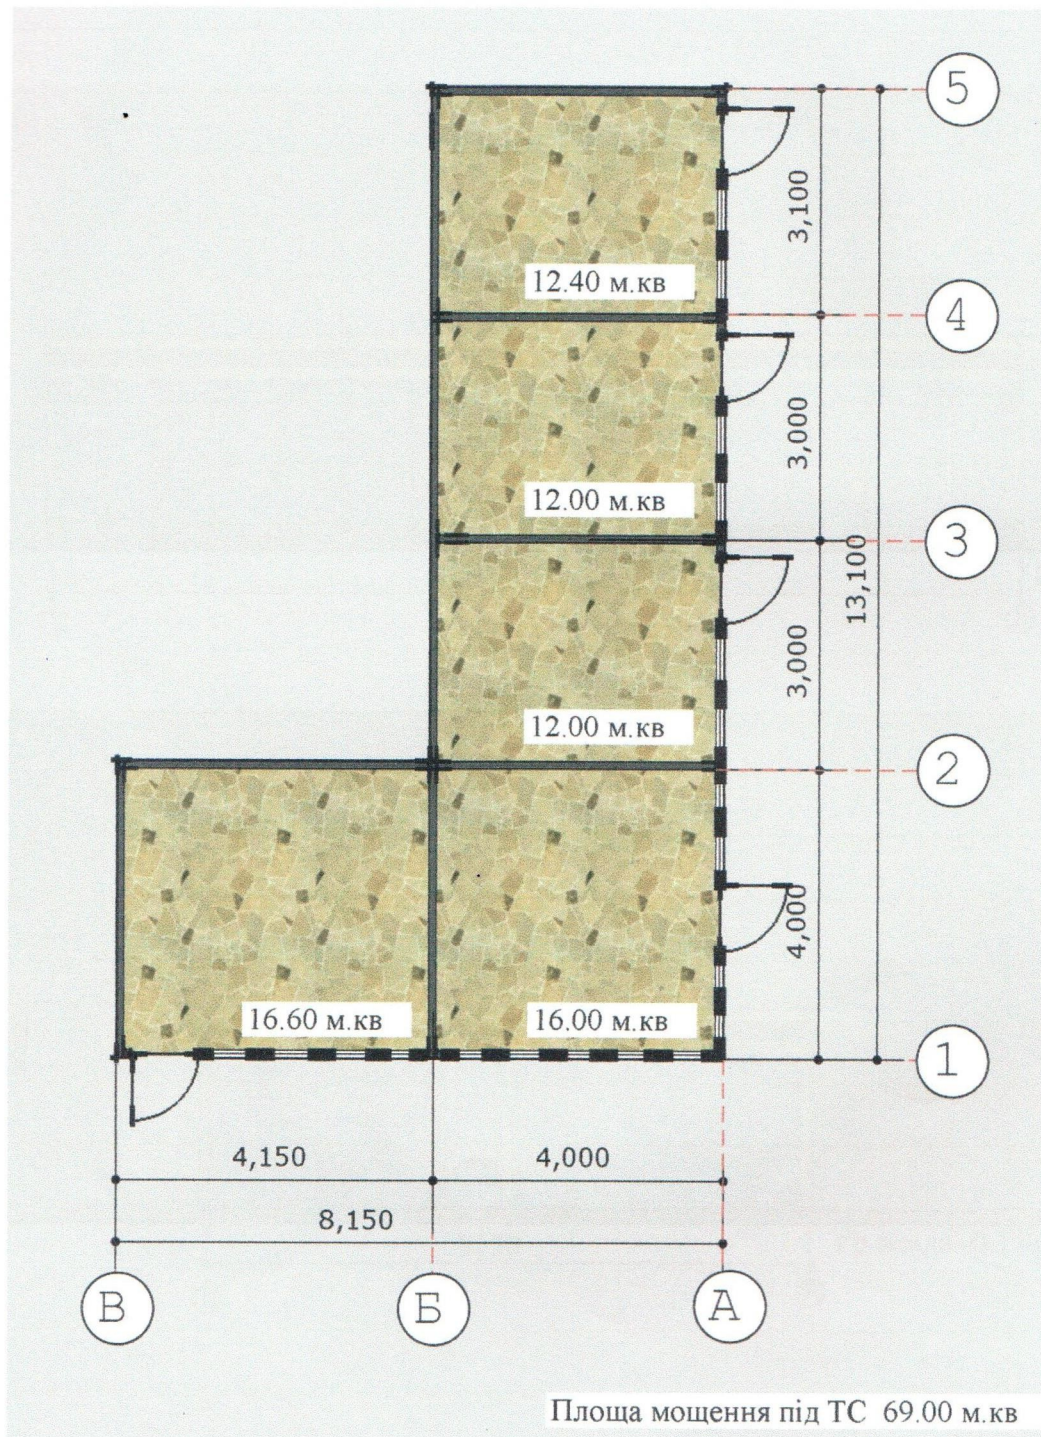 5
3,100
12.40 м.кв
4
3,000
12.00 м.кв
3
13,100
3,000
12.00 м.кв
2
4,000
16.60 м.кв
16.00 м.кв
1
4,150
4,000
8,150
В
Б
А
Площа мощення під ТС 69.00 м.кв